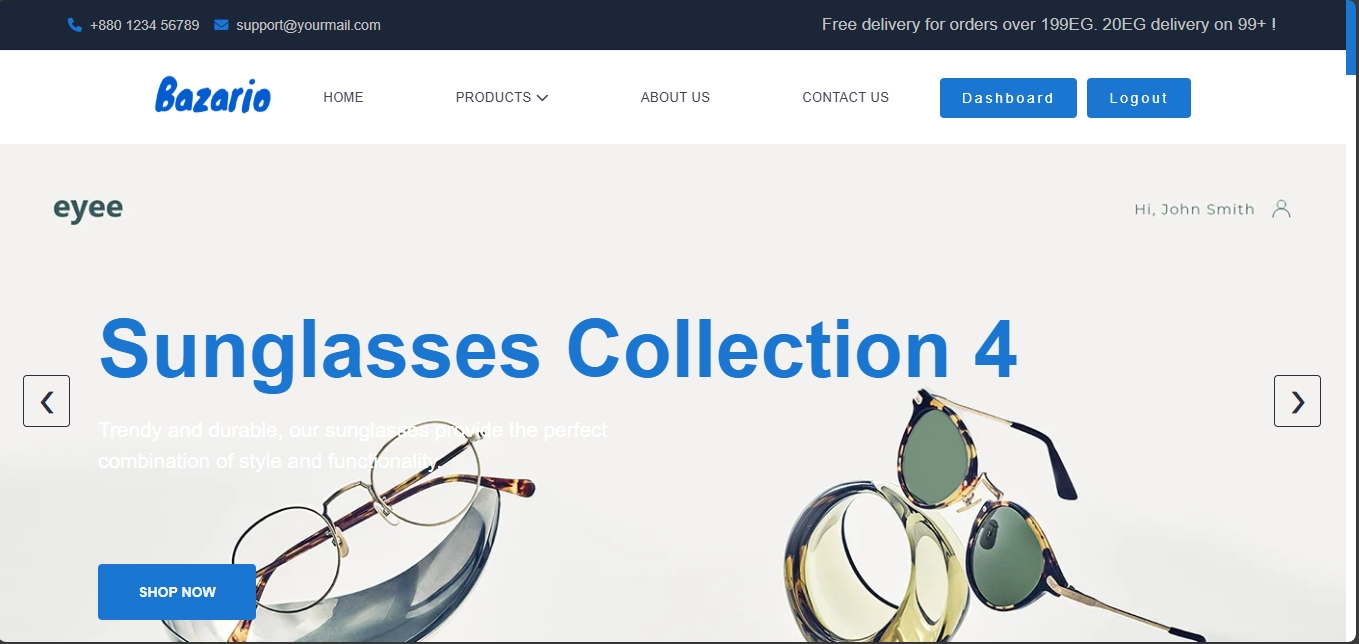 +880 1234 56789 support@yourmail.com Free delivery for orders over 199EG. 20EG delivery on 99+ !
Bazario HOME PRODUCTS ABOUT US CONTACT US Dashboard Logout
eyee Hi, John Smith
Sunglasses Collection 4
Trendy and durable, our sunglasses provide the perfect
combination of style and functionality.
SHOP NOW